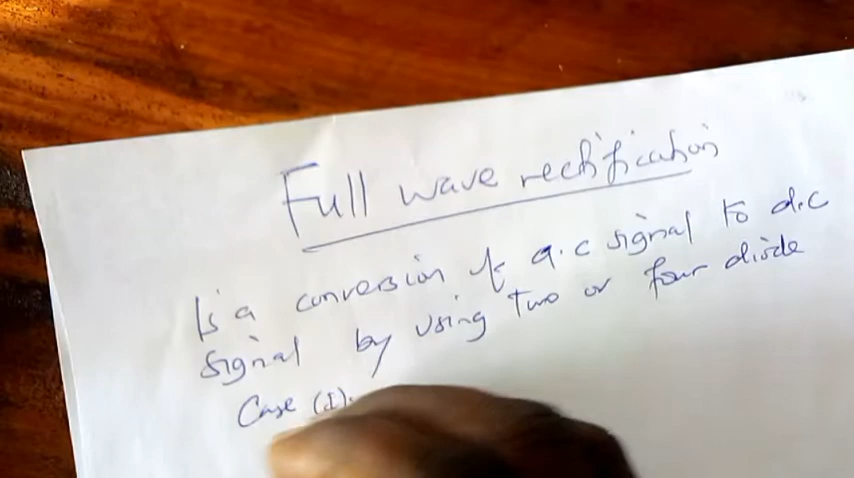 Full wave rectification
Is a conversion of a.c signal to d.c
signal by using two or four diode
Case (I):